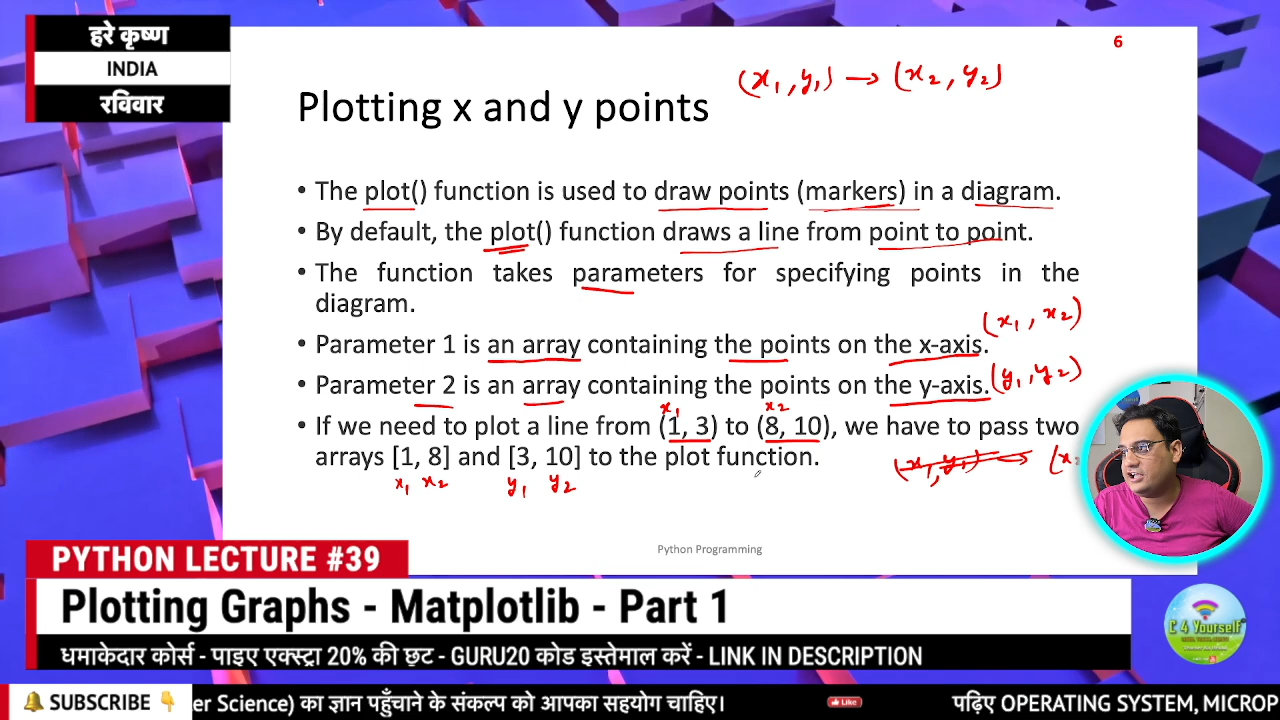 हरे कृष्ण
INDIA
रविवार
6
(x₁, y₁) → (x₂, y₂)
Plotting x and y points
• The plot() function is used to draw points (markers) in a diagram.
• By default, the plot() function draws a line from point to point.
• The function takes parameters for specifying points in the
diagram.
(x₁, x₂)
• Parameter 1 is an array containing the points on the x-axis.
• Parameter 2 is an array containing the points on the y-axis. (y₁, y₂)
x₁ x₂
• If we need to plot a line from (1, 3) to (8, 10), we have to pass two
arrays [1, 8] and [3, 10] to the plot function.
x₁ x₂ y₁ y₂
Python Programming
PYTHON LECTURE #39
Plotting Graphs - Matplotlib - Part 1
C 4 Yourself
धमाकेदार कोर्स - पाइए एक्स्ट्रा 20% की छूट - GURU20 कोड इस्तेमाल करें - LINK IN DESCRIPTION
SUBSCRIBE er Science) का ज्ञान पहुँचाने के संकल्प को आपका सहयोग चाहिए। Like पढ़िए OPERATING SYSTEM, MICROP